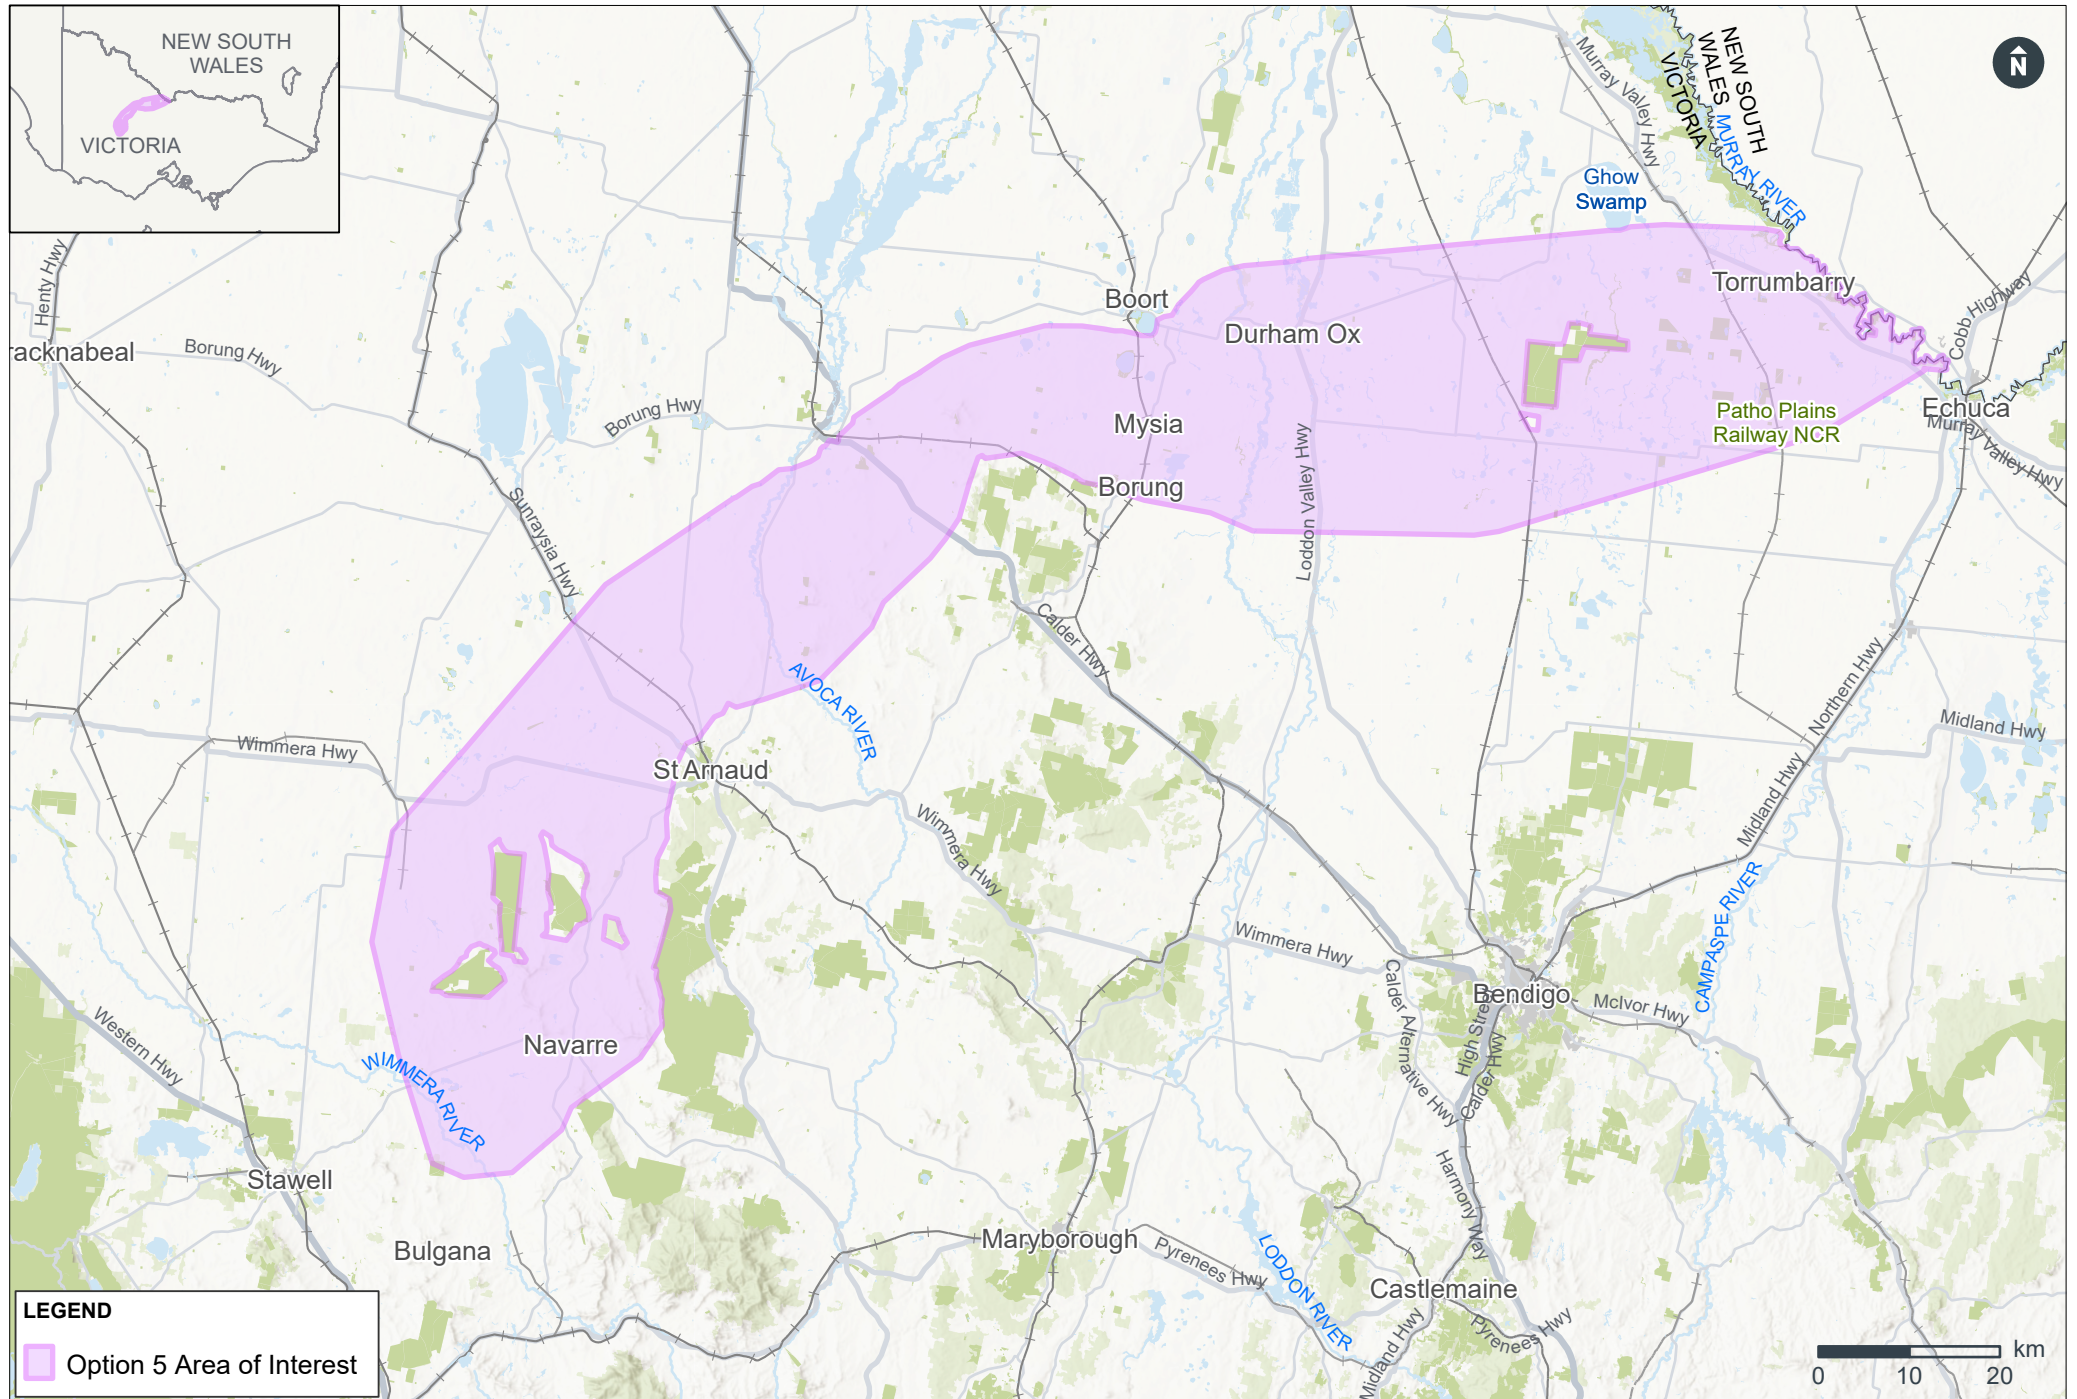 NEW SOUTH
WALES
VICTORIA
N
NEW SOUTH
WALES
VICTORIA
MURRAY RIVER
Murray Valley Hwy
Ghow
Swamp
Henty Hwy
Torrumbarry
Cobb Highway
Boort
Durham Ox
racknabeal
Borung Hwy
Borung Hwy
Mysia
Patho Plains
Railway NCR
Echuca
Murray Valley Hwy
Borung
Loddon Valley Hwy
Sunraysia Hwy
Calder Hwy
AVOCA RIVER
Northern Hwy
Midland Hwy
Wimmera Hwy
St Arnaud
Midland Hwy
Wimmera Hwy
CAMPASPE RIVER
Wimmera Hwy
Calder Alternative Hwy
Bendigo
McIvor Hwy
High Street
Calder Hwy
Western Hwy
Navarre
WIMMERA RIVER
Stawell
Harmony Way
Bulgana
Maryborough
Pyrenees Hwy
LODDON RIVER
Castlemaine
Pyrenees Hwy
Midland Hwy
LEGEND
Option 5 Area of Interest
km
0 10 20